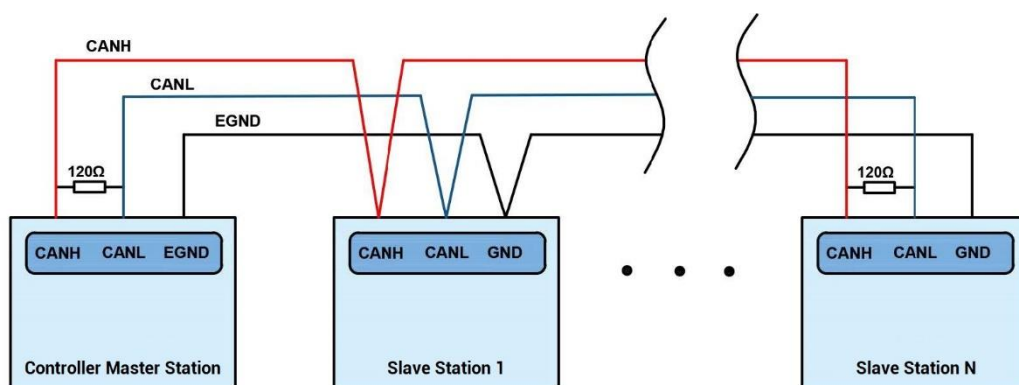 CANH
CANL
EGND
120Ω
120Ω
CANH CANL EGND
CANH CANL GND
CANH CANL GND
Controller Master Station
Slave Station 1
Slave Station N